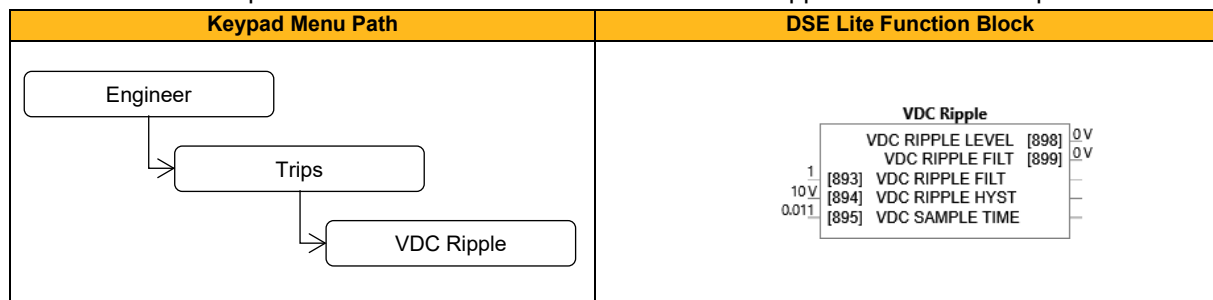 Keypad Menu Path
DSE Lite Function Block
Engineer
Trips
VDC Ripple
VDC Ripple
VDC RIPPLE LEVEL [898] 0 V
VDC RIPPLE FILT [899] 0 V
1 [893] VDC RIPPLE FILT
10 V [894] VDC RIPPLE HYST
0.011 [895] VDC SAMPLE TIME